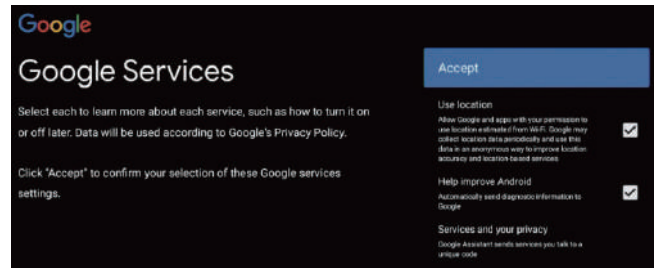 Google
Google Services
Select each to learn more about each service, such as how to turn it on
or off later. Data will be used according to Google's Privacy Policy.
Click "Accept" to confirm your selection of these Google services
settings.
Accept
Use location
Allow Google and apps with your permission to
use location estimated from Wi-Fi. Google may
collect location data periodically and use this
data in an anonymous way to improve location
accuracy and location-based services
Help improve Android
Automatically send diagnostic information to
Google
Services and your privacy
Google Assistant sends services you talk to a
unique code